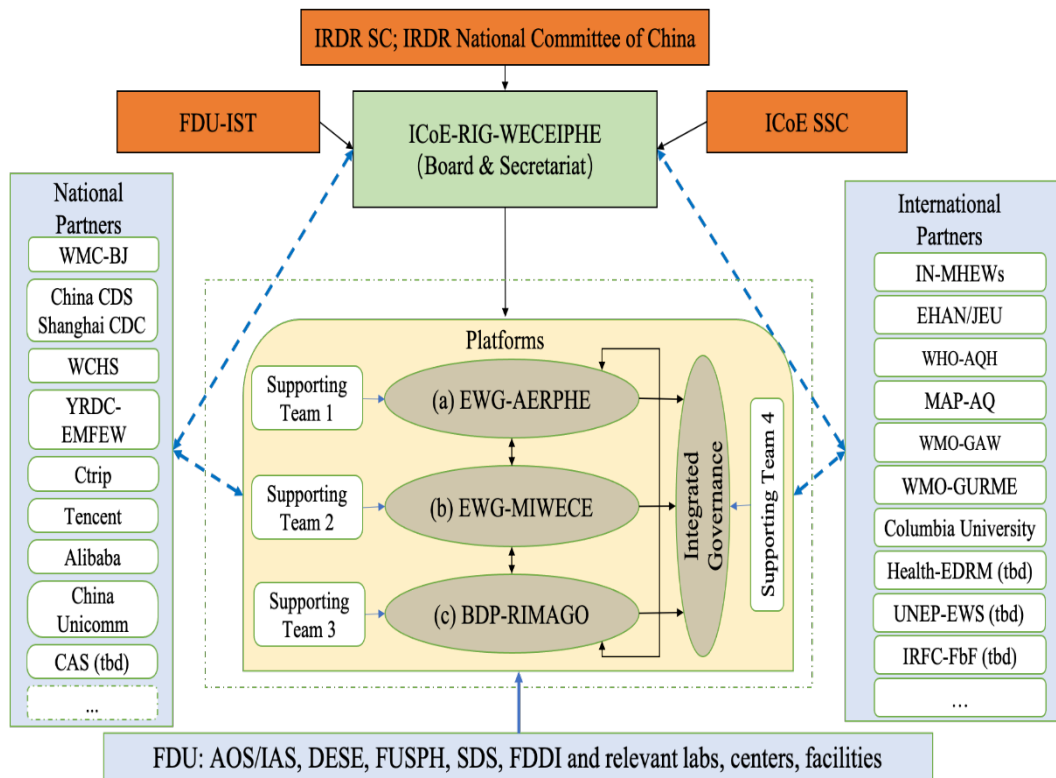 IRDR SC; IRDR National Committee of China
FDU-IST
ICoE-RIG-WECEIPHE
(Board & Secretariat)
ICoE SSC
National
Partners
WMC-BJ
China CDS
Shanghai CDC
WCHS
YRDC-
EMFEW
Ctrip
Tencent
Alibaba
China
Unicomm
CAS (tbd)
...
Platforms
Supporting
Team 1
(a) EWG-AERPHE
Supporting
Team 2
(b) EWG-MIWECE
Supporting
Team 3
(c) BDP-RIMAGO
Integrated
Governance
Supporting Team 4
International
Partners
IN-MHEWs
EHAN/JEU
WHO-AQH
MAP-AQ
WMO-GAW
WMO-GURME
Columbia University
Health-EDRM (tbd)
UNEP-EWS (tbd)
IRFC-FbF (tbd)
...
FDU: AOS/IAS, DESE, FUSPH, SDS, FDDI and relevant labs, centers, facilities